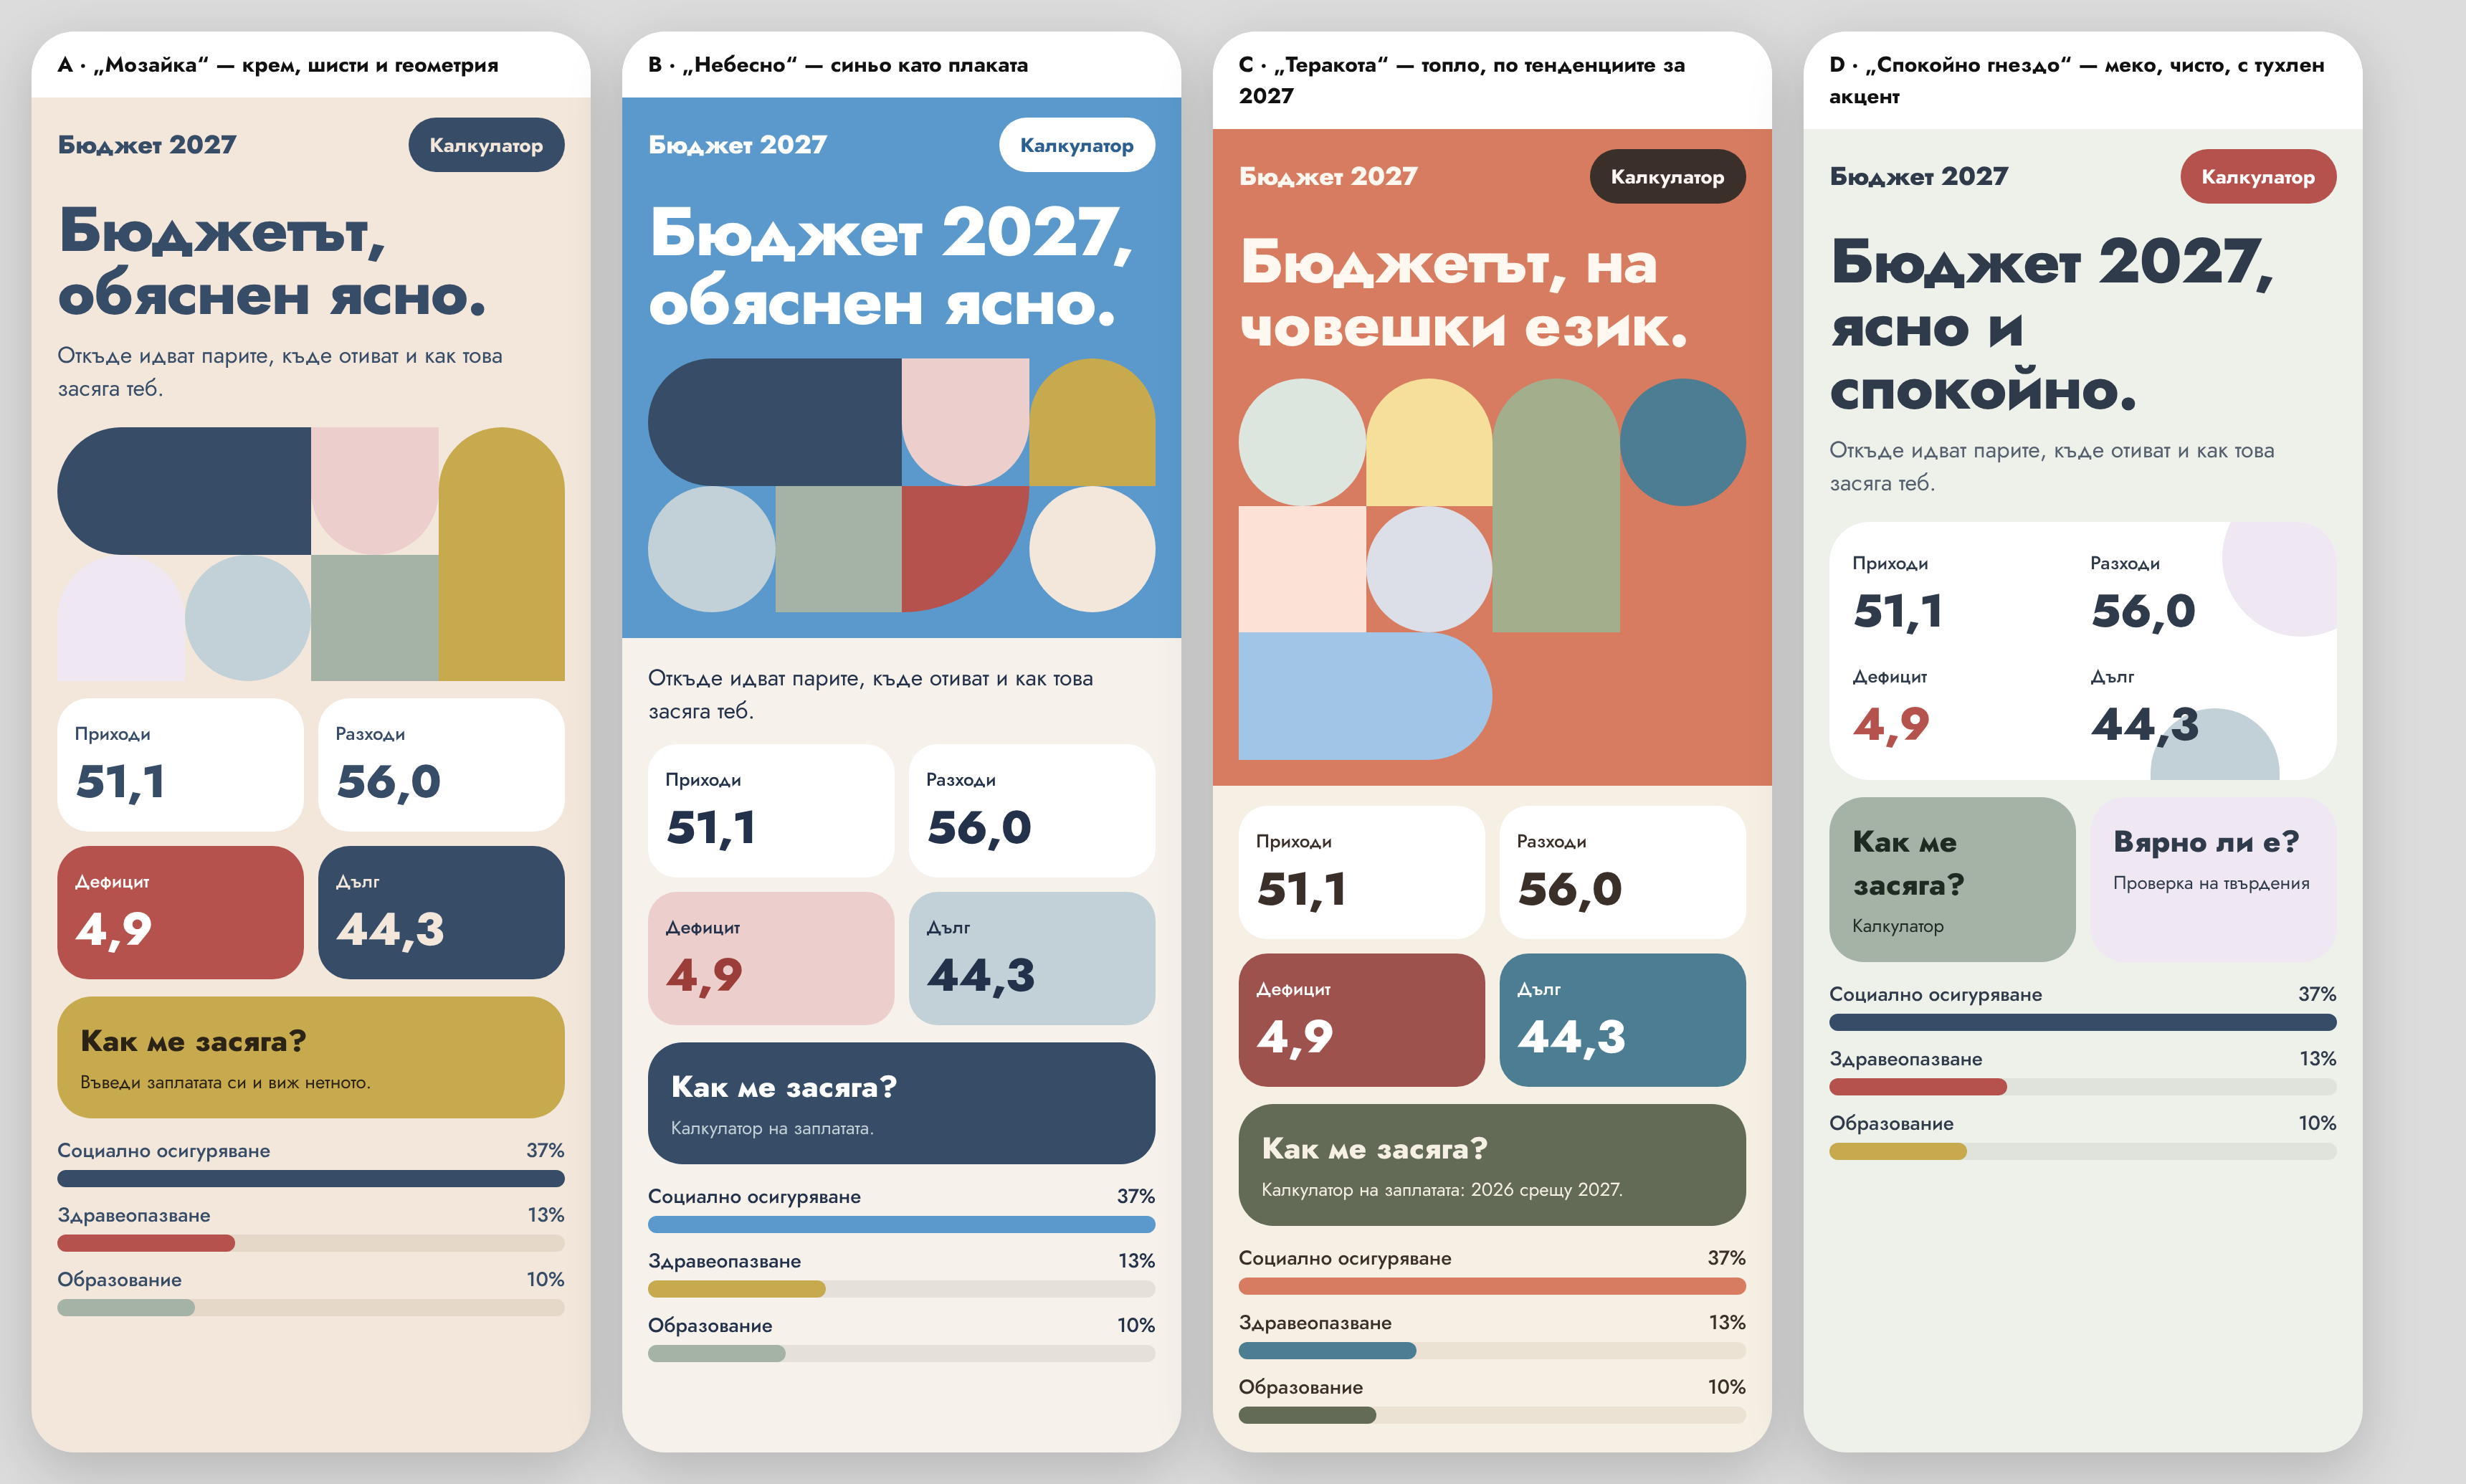 A · „Мозайка“ — крем, шисти и геометрия
Бюджет 2027
Калкулатор
Бюджетът,
обяснен ясно.
Откъде идват парите, къде отиват и как това
засяга теб.
Приходи
51,1
Разходи
56,0
Дефицит
4,9
Дълг
44,3
Как ме засяга?
Въведи заплатата си и виж нетното.
Социално осигуряване
37%
Здравеопазване
13%
Образование
10%
B · „Небесно“ — синьо като плаката
Бюджет 2027
Калкулатор
Бюджет 2027,
обяснен ясно.
Откъде идват парите, къде отиват и как това
засяга теб.
Приходи
51,1
Разходи
56,0
Дефицит
4,9
Дълг
44,3
Как ме засяга?
Калкулатор на заплатата.
Социално осигуряване
37%
Здравеопазване
13%
Образование
10%
C · „Теракота“ — топло, по тенденциите за
2027
Бюджет 2027
Калкулатор
Бюджетът, на
човешки език.
Приходи
51,1
Разходи
56,0
Дефицит
4,9
Дълг
44,3
Как ме засяга?
Калкулатор на заплатата: 2026 срещу 2027.
Социално осигуряване
37%
Здравеопазване
13%
Образование
10%
D · „Спокойно гнездо“ — меко, чисто, с тухлен
акцент
Бюджет 2027
Калкулатор
Бюджет 2027,
ясно и
спокойно.
Откъде идват парите, къде отиват и как това
засяга теб.
Приходи
51,1
Разходи
56,0
Дефицит
4,9
Дълг
44,3
Как ме
засяга?
Калкулатор
Вярно ли е?
Проверка на твърдения
Социално осигуряване
37%
Здравеопазване
13%
Образование
10%